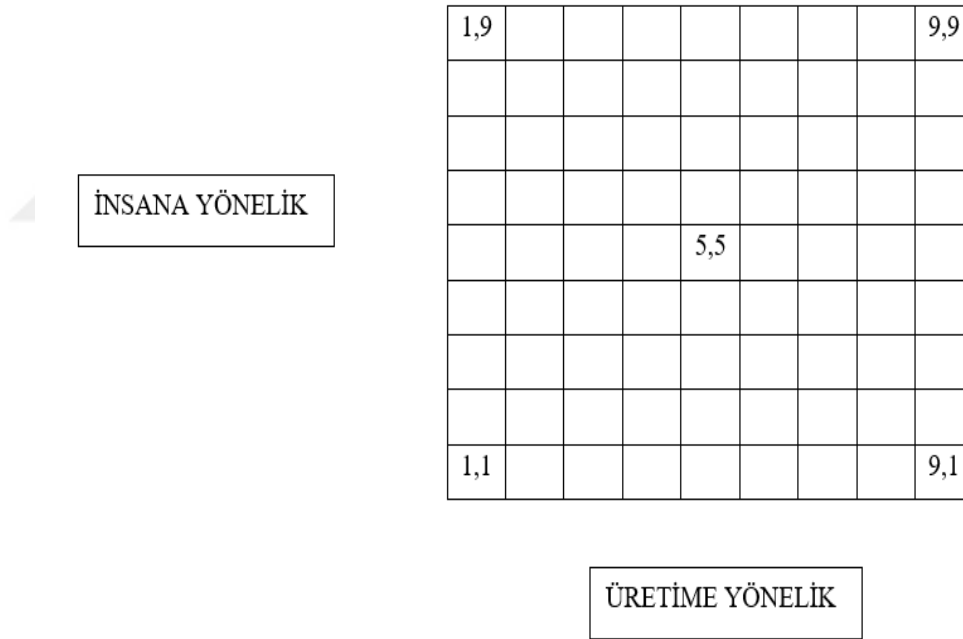 1,9 9,9
İNSANA YÖNELİK
5,5
1,1 9,1
ÜRETİME YÖNELİK